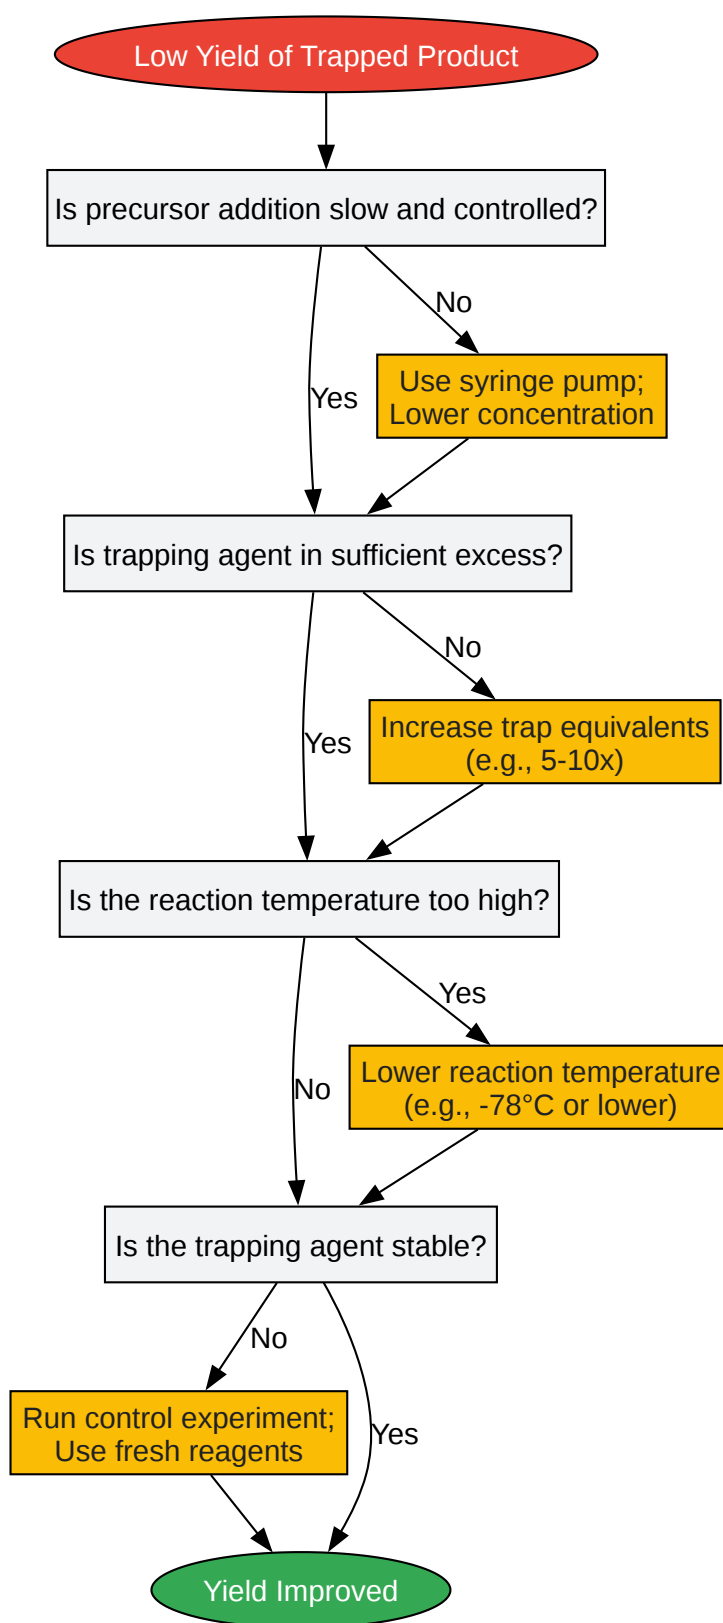 Low Yield of Trapped Product
Is precursor addition slow and controlled?
No
Use syringe pump;
Lower concentration
Yes
Is trapping agent in sufficient excess?
No
Increase trap equivalents
(e.g., 5-10x)
Yes
Is the reaction temperature too high?
Yes
Lower reaction temperature
(e.g., -78°C or lower)
No
Is the trapping agent stable?
No
Run control experiment;
Use fresh reagents
Yes
Yield Improved